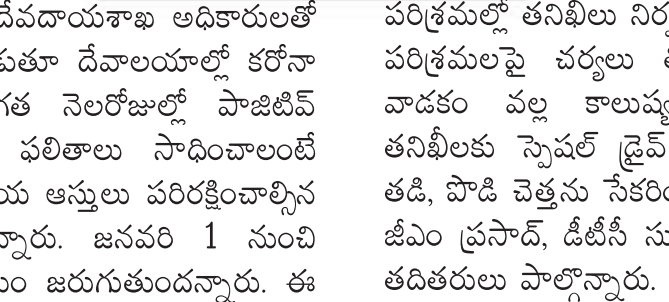 దేవదాయశాఖ అధికారులతో
దేవాలయాల్లో కరోనా
నెలరోజుల్లో పాజిటివ్
ఫలితాలు సాధించాలంటే
ఆస్తులు పరిరక్షించాల్సిన
జనవరి 1 నుంచి
జరుగుతుందన్నారు. ఈ
పరిశ్రమల్లో తనిఖీలు
పరిశ్రమలపై చర్యలు
వాడకం వల్ల కాలుష్య
తనిఖీలకు స్పెషల్ డ్రైవ్
తడి, పొడి చెత్తను
జీఎం ప్రసాద్, డీటీసీ
తదితరులు పాల్గొన్నారు.